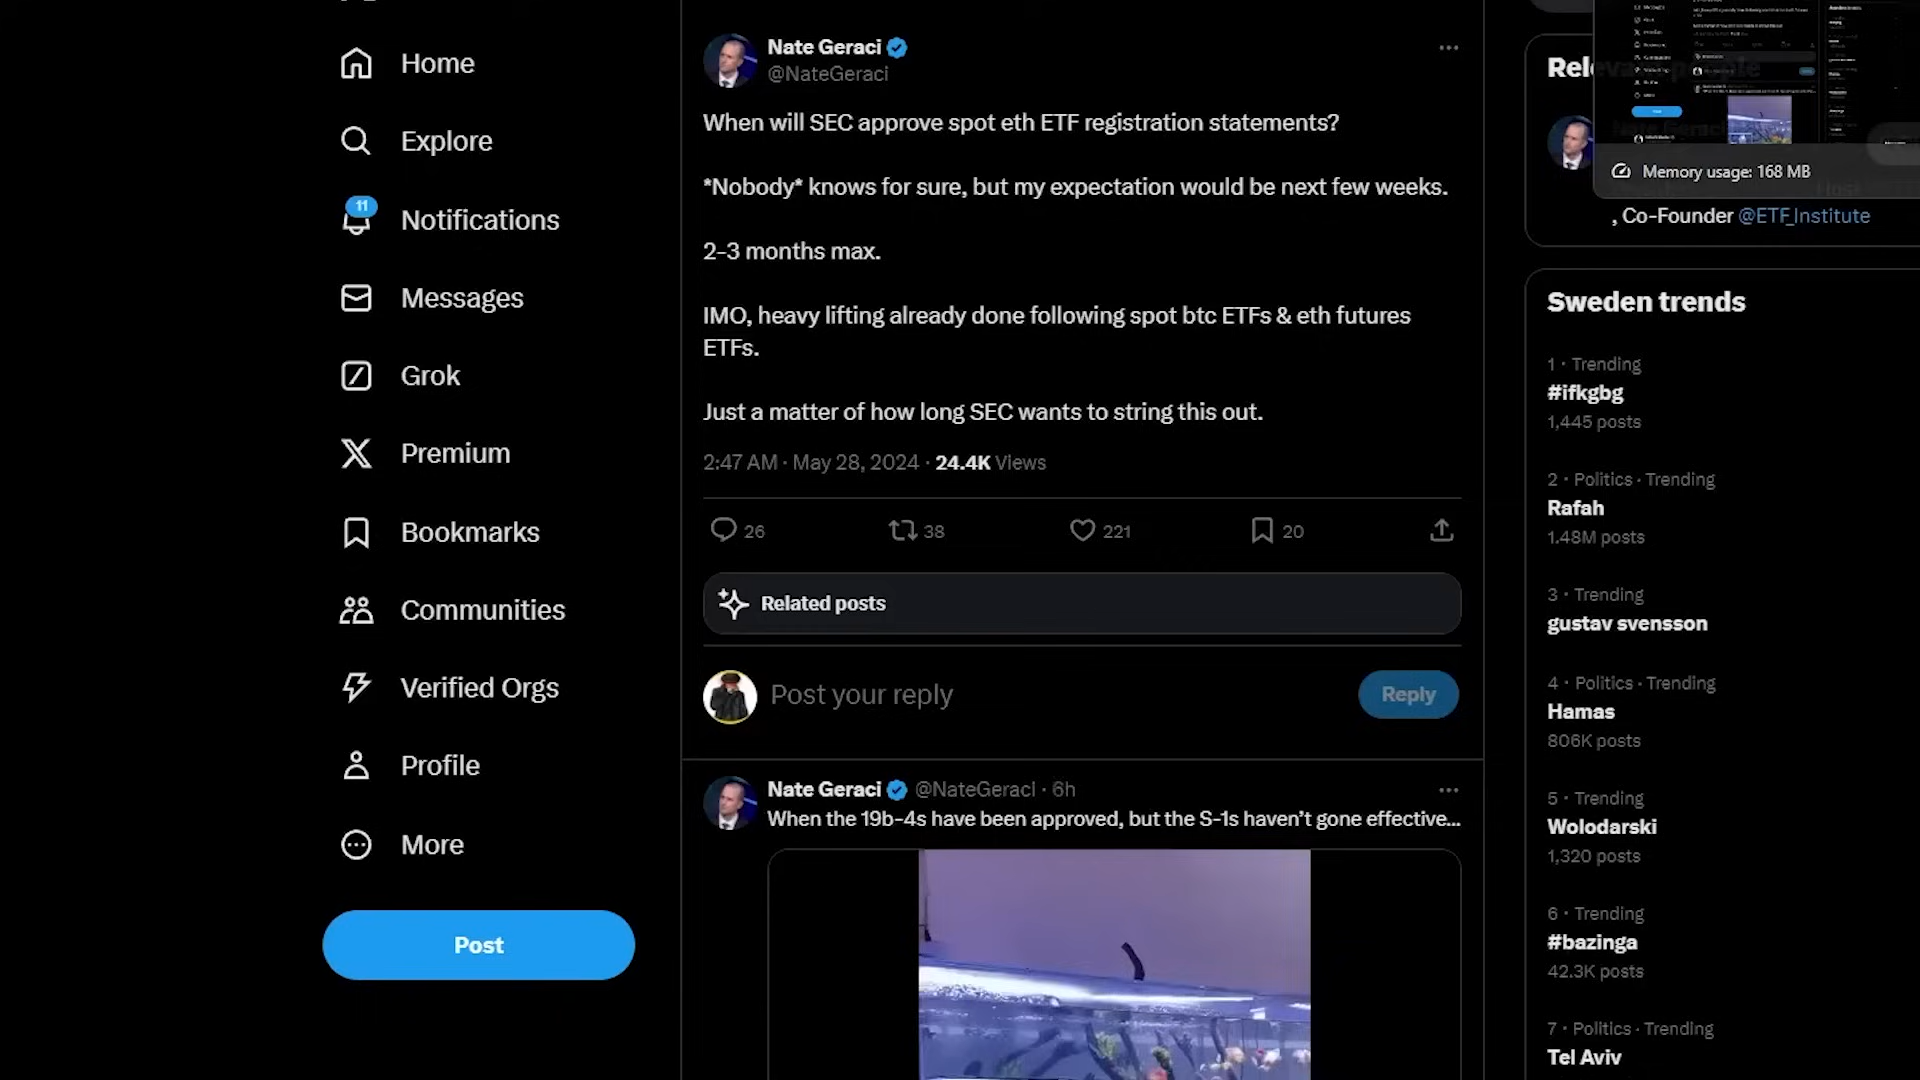 Home
Explore
11
Notifications
Messages
Grok
Premium
Bookmarks
Communities
Verified Orgs
Profile
More
Post
Nate Geraci
@NateGeraci
When will SEC approve spot eth ETF registration statements?
*Nobody* knows for sure, but my expectation would be next few weeks.
2-3 months max.
IMO, heavy lifting already done following spot btc ETFs & eth futures
ETFs.
Just a matter of how long SEC wants to string this out.
2:47 AM · May 28, 2024 · 24.4K Views
26 38 221 20
Related posts
Post your reply
Reply
Nate Geraci @NateGeraci · 6h
When the 19b-4s have been approved, but the S-1s haven't gone effective...
Relevant people
Memory usage: 168 MB
, Co-Founder @ETF_Institute
Sweden trends
1 · Trending
#ifkgbg
1,445 posts
2 · Politics · Trending
Rafah
1.48M posts
3 · Trending
gustav svensson
4 · Politics · Trending
Hamas
806K posts
5 · Trending
Wolodarski
1,320 posts
6 · Trending
#bazinga
42.3K posts
7 · Politics · Trending
Tel Aviv